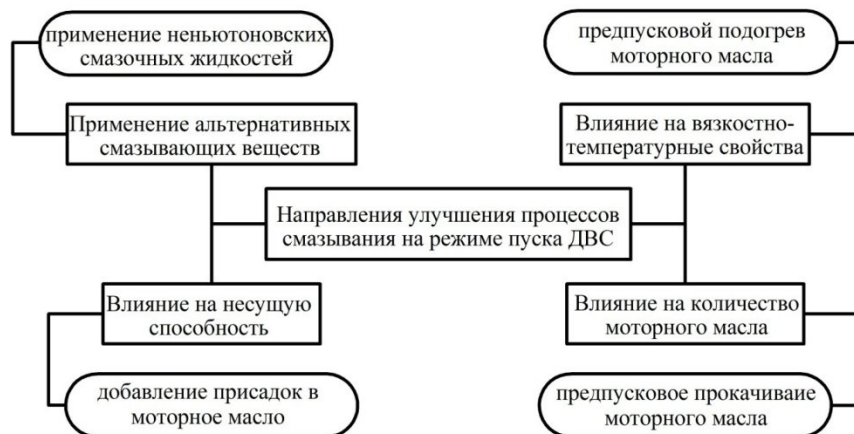 применение неньютоновских
смазочных жидкостей
предпусковой подогрев
моторного масла
Применение альтернативных
смазывающих веществ
Влияние на вязкостно-
температурные свойства
Направления улучшения процессов
смазывания на режиме пуска ДВС
Влияние на несущую
способность
Влияние на количество
моторного масла
добавление присадок в
моторное масло
предпусковое прокачиваие
моторного масла